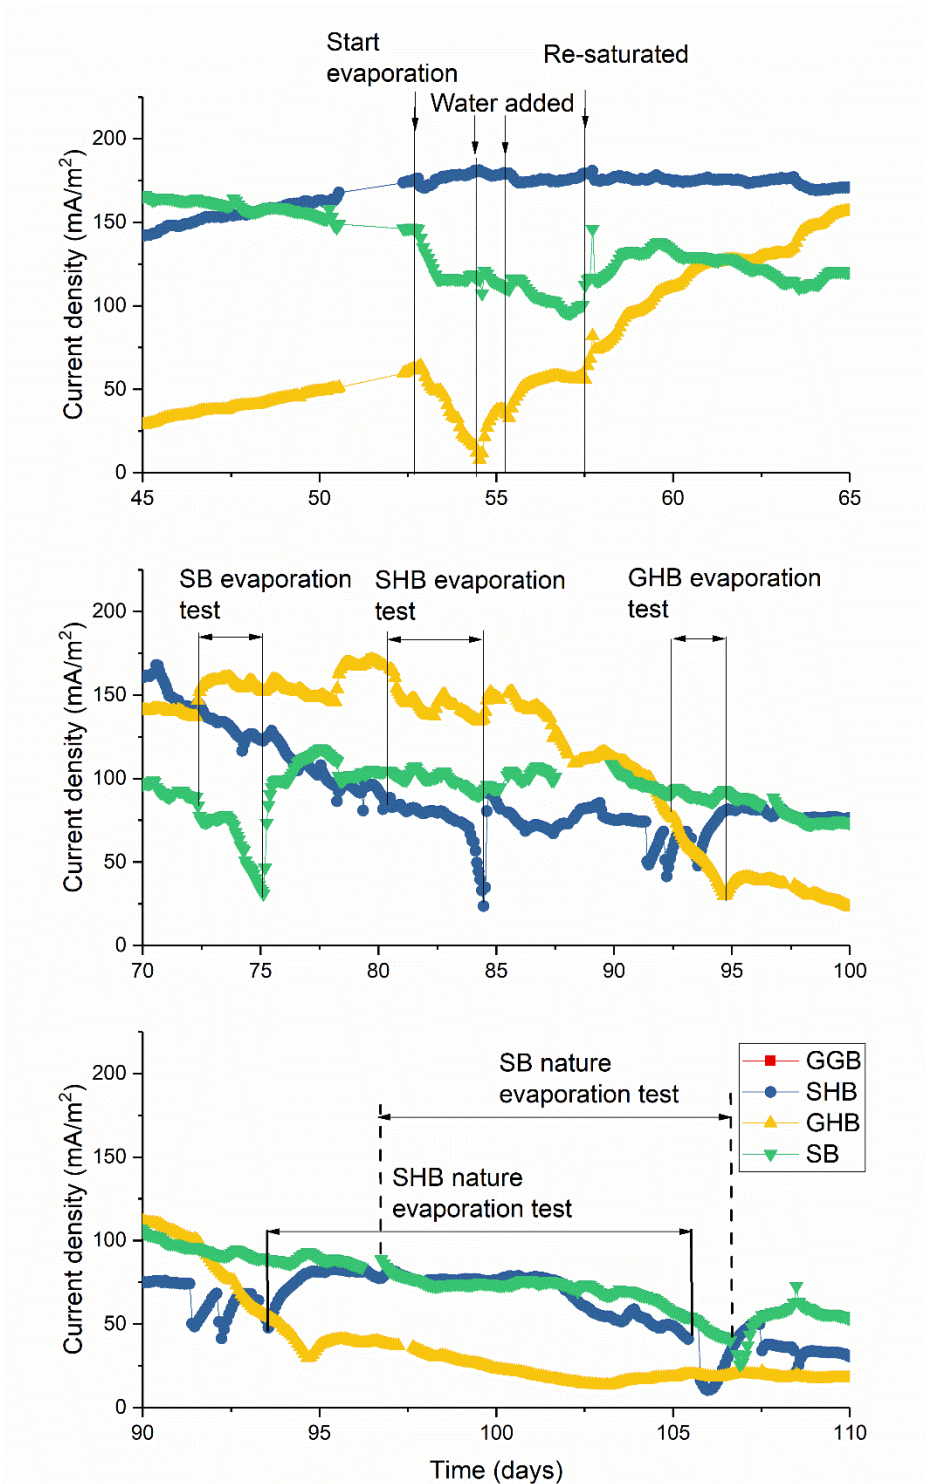 Start
evaporation
Water added
Re-saturated
Current density (mA/m²)
200
150
100
50
0
45
50
55
60
65
SB evaporation
test
SHB evaporation
test
GHB evaporation
test
Current density (mA/m²)
200
150
100
50
0
70
75
80
85
90
95
100
SB nature
evaporation test
SHB nature
evaporation test
GGB
SHB
GHB
SB
Current density (mA/m²)
200
150
100
50
0
90
95
100
105
110
Time (days)